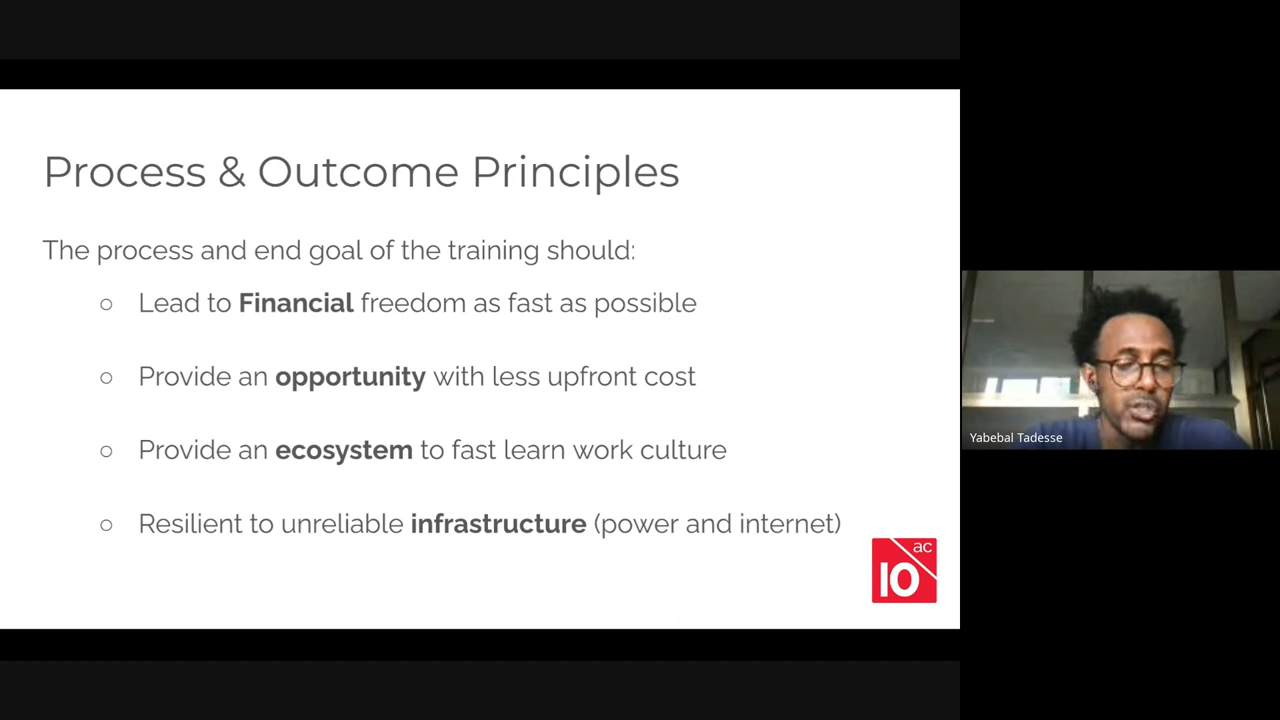 Process & Outcome Principles
The process and end goal of the training should:
○ Lead to Financial freedom as fast as possible
○ Provide an opportunity with less upfront cost
○ Provide an ecosystem to fast learn work culture
○ Resilient to unreliable infrastructure (power and internet)
ac
10
Yabebal Tadesse